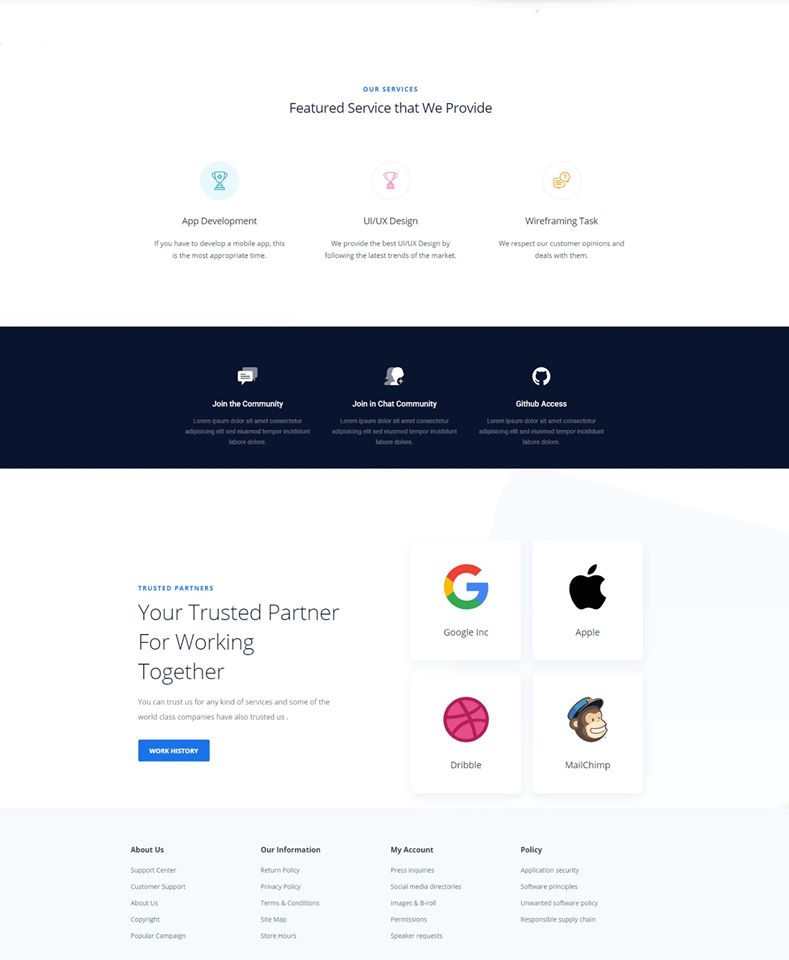 OUR SERVICES
Featured Service that We Provide
App Development
If you have to develop a mobile app, this
is the most appropriate time.
UI/UX Design
We provide the best UI/UX Design by
following the latest trends of the market.
Wireframing Task
We respect our customer opinions and
deals with them.
Join the Community
Lorem ipsum dolor sit amet consectetur
adipisicing elit sed eiusmod tempor incididunt
labore dolore.
Join in Chat Community
Lorem ipsum dolor sit amet consectetur
adipisicing elit sed eiusmod tempor incididunt
labore dolore.
Github Access
Lorem ipsum dolor sit amet consectetur
adipisicing elit sed eiusmod tempor incididunt
labore dolore.
TRUSTED PARTNERS
Your Trusted Partner
For Working
Together
You can trust us for any kind of services and some of the
world class companies have also trusted us .
WORK HISTORY
Google Inc
Apple
Dribble
MailChimp
About Us
Support Center
Customer Support
About Us
Copyright
Popular Campaign
Our Information
Return Policy
Privacy Policy
Terms & Conditions
Site Map
Store Hours
My Account
Press inquiries
Social media directories
Images & B-roll
Permissions
Speaker requests
Policy
Application security
Software principles
Unwanted software policy
Responsible supply chain